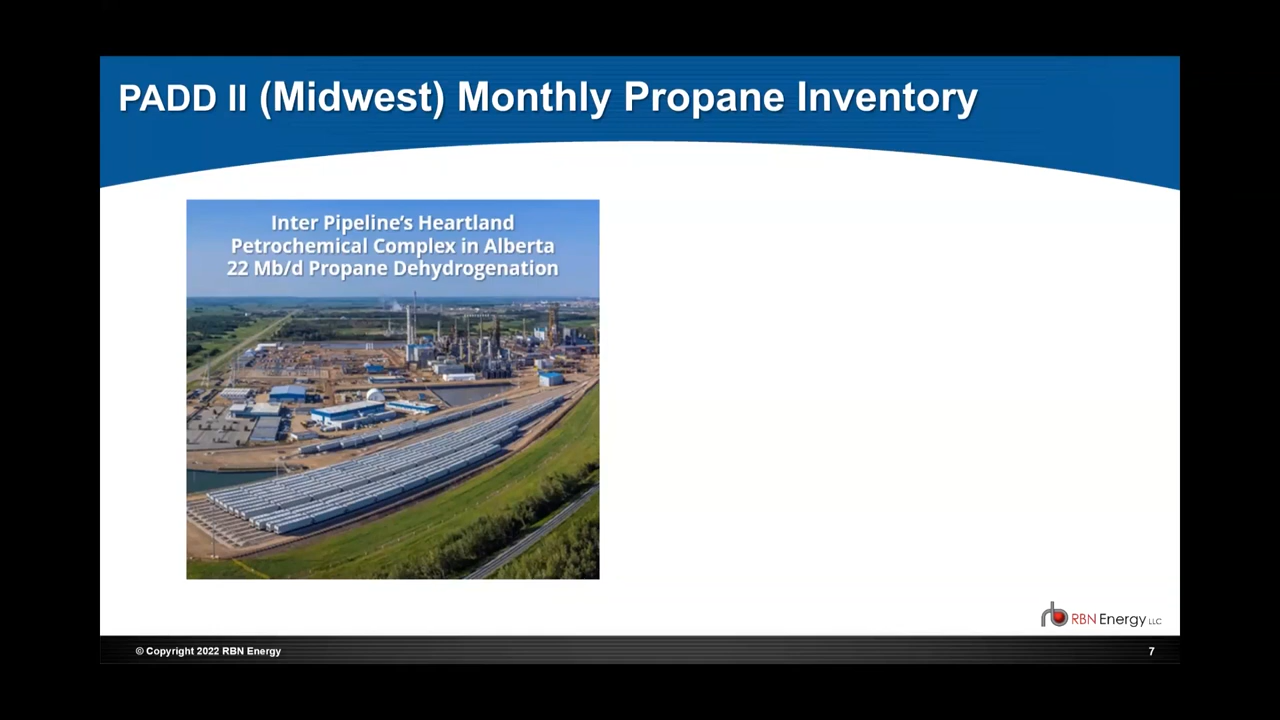 PADD II (Midwest) Monthly Propane Inventory
Inter Pipeline’s Heartland
Petrochemical Complex in Alberta
22 Mb/d Propane Dehydrogenation
RBN Energy LLC
© Copyright 2022 RBN Energy
7